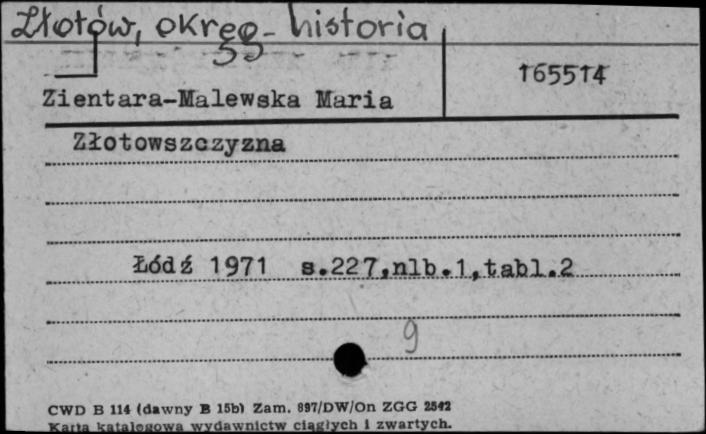 Złotów, okręg - historia
165514
Zientara-Malewska Maria
Złotowszczyzna
Łódź 1971 s.227,nlb.1,tabl.2
9
CWD B 114 (dawny B 15b) Zam. 897/DW/On ZGG 2542
Karta katalogowa wydawnictw ciągłych i zwartych.